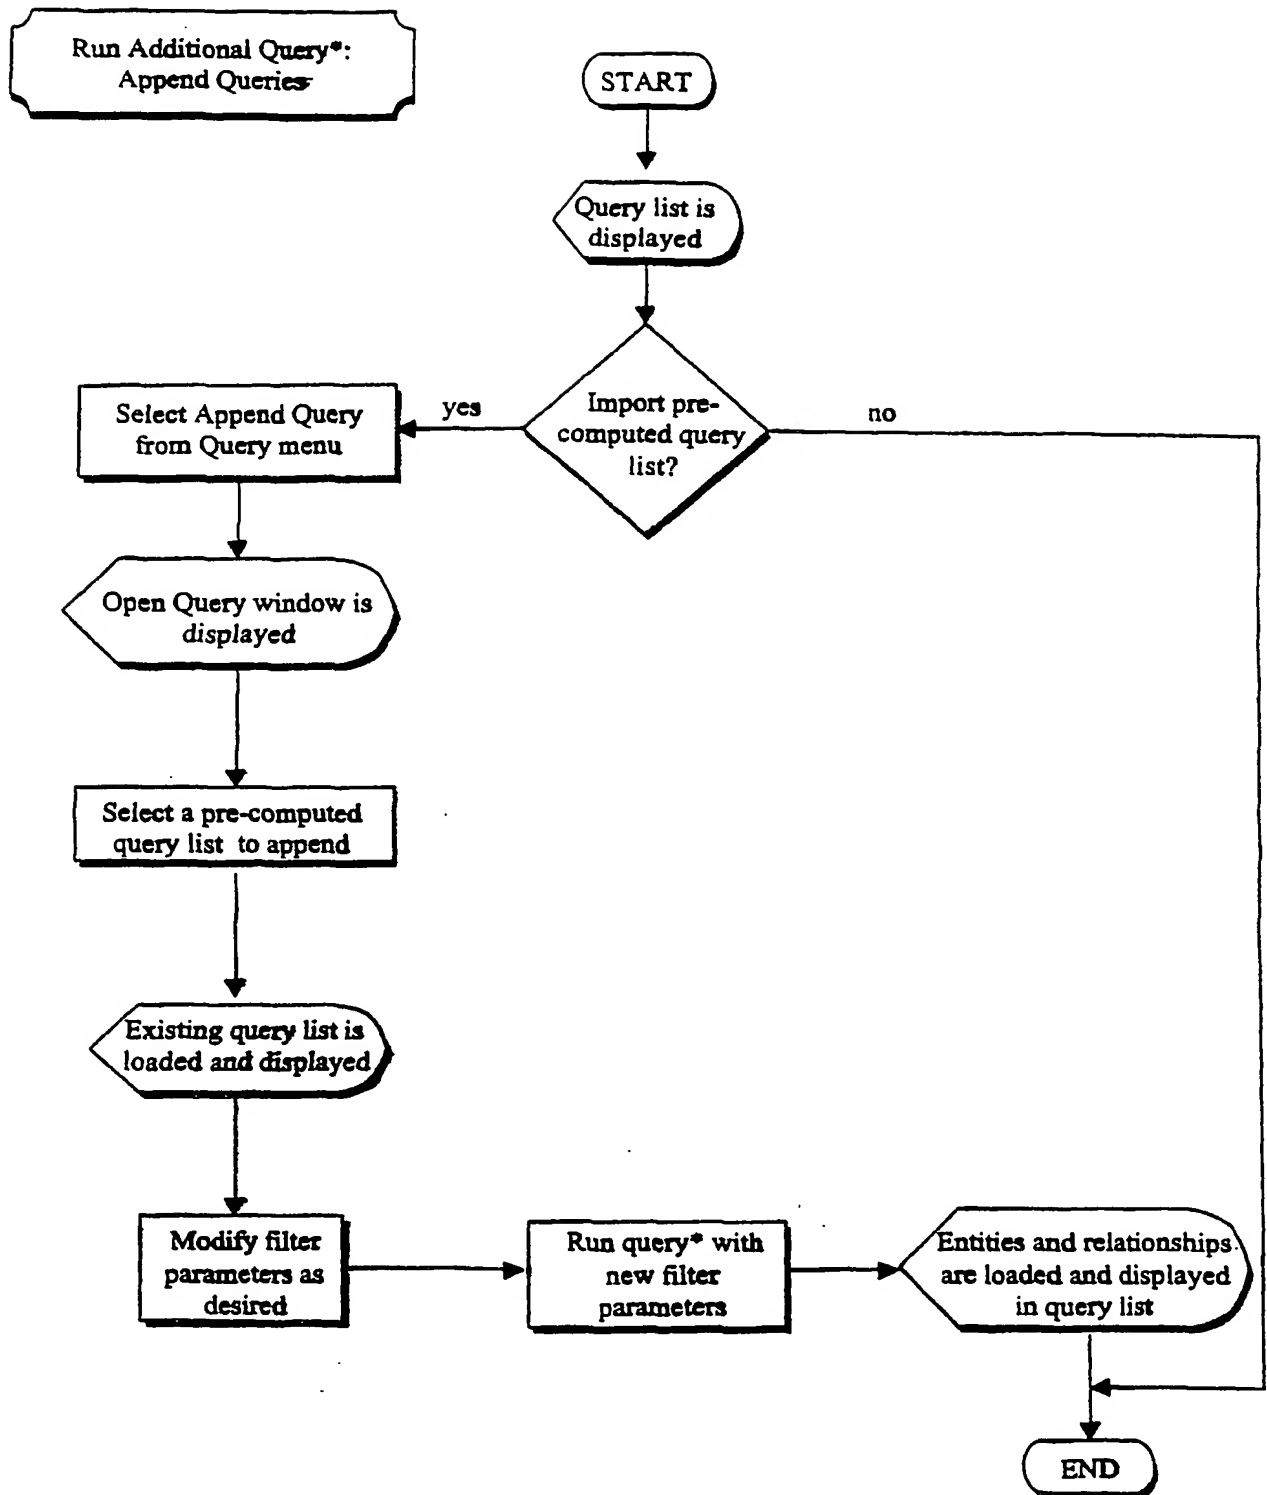 Run Additional Query*:
Append Queries
START
Query list is
displayed
Import pre-
computed query
list?
yes
no
Select Append Query
from Query menu
Open Query window is
displayed
Select a pre-computed
query list to append
Existing query list is
loaded and displayed
Modify filter
parameters as
desired
Run query* with
new filter
parameters
Entities and relationships
are loaded and displayed
in query list
END